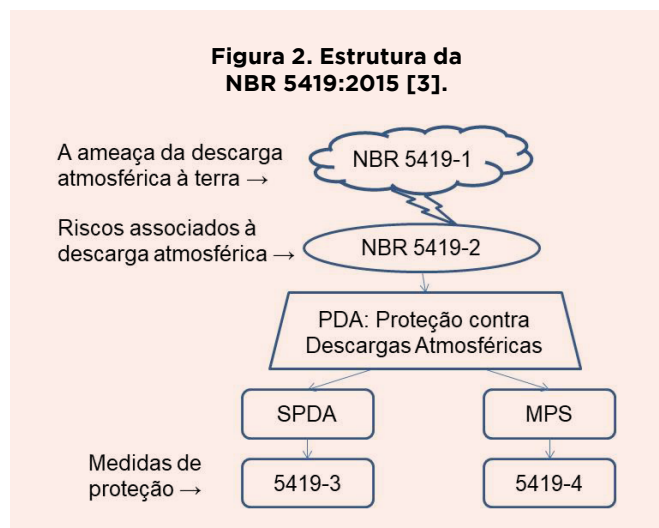 Figura 2. Estrutura da
NBR 5419:2015 [3].
A ameaça da descarga
atmosférica à terra →
NBR 5419-1
Riscos associados à
descarga atmosférica →
NBR 5419-2
PDA: Proteção contra
Descargas Atmosféricas
SPDA
MPS
Medidas de
proteção →
5419-3
5419-4